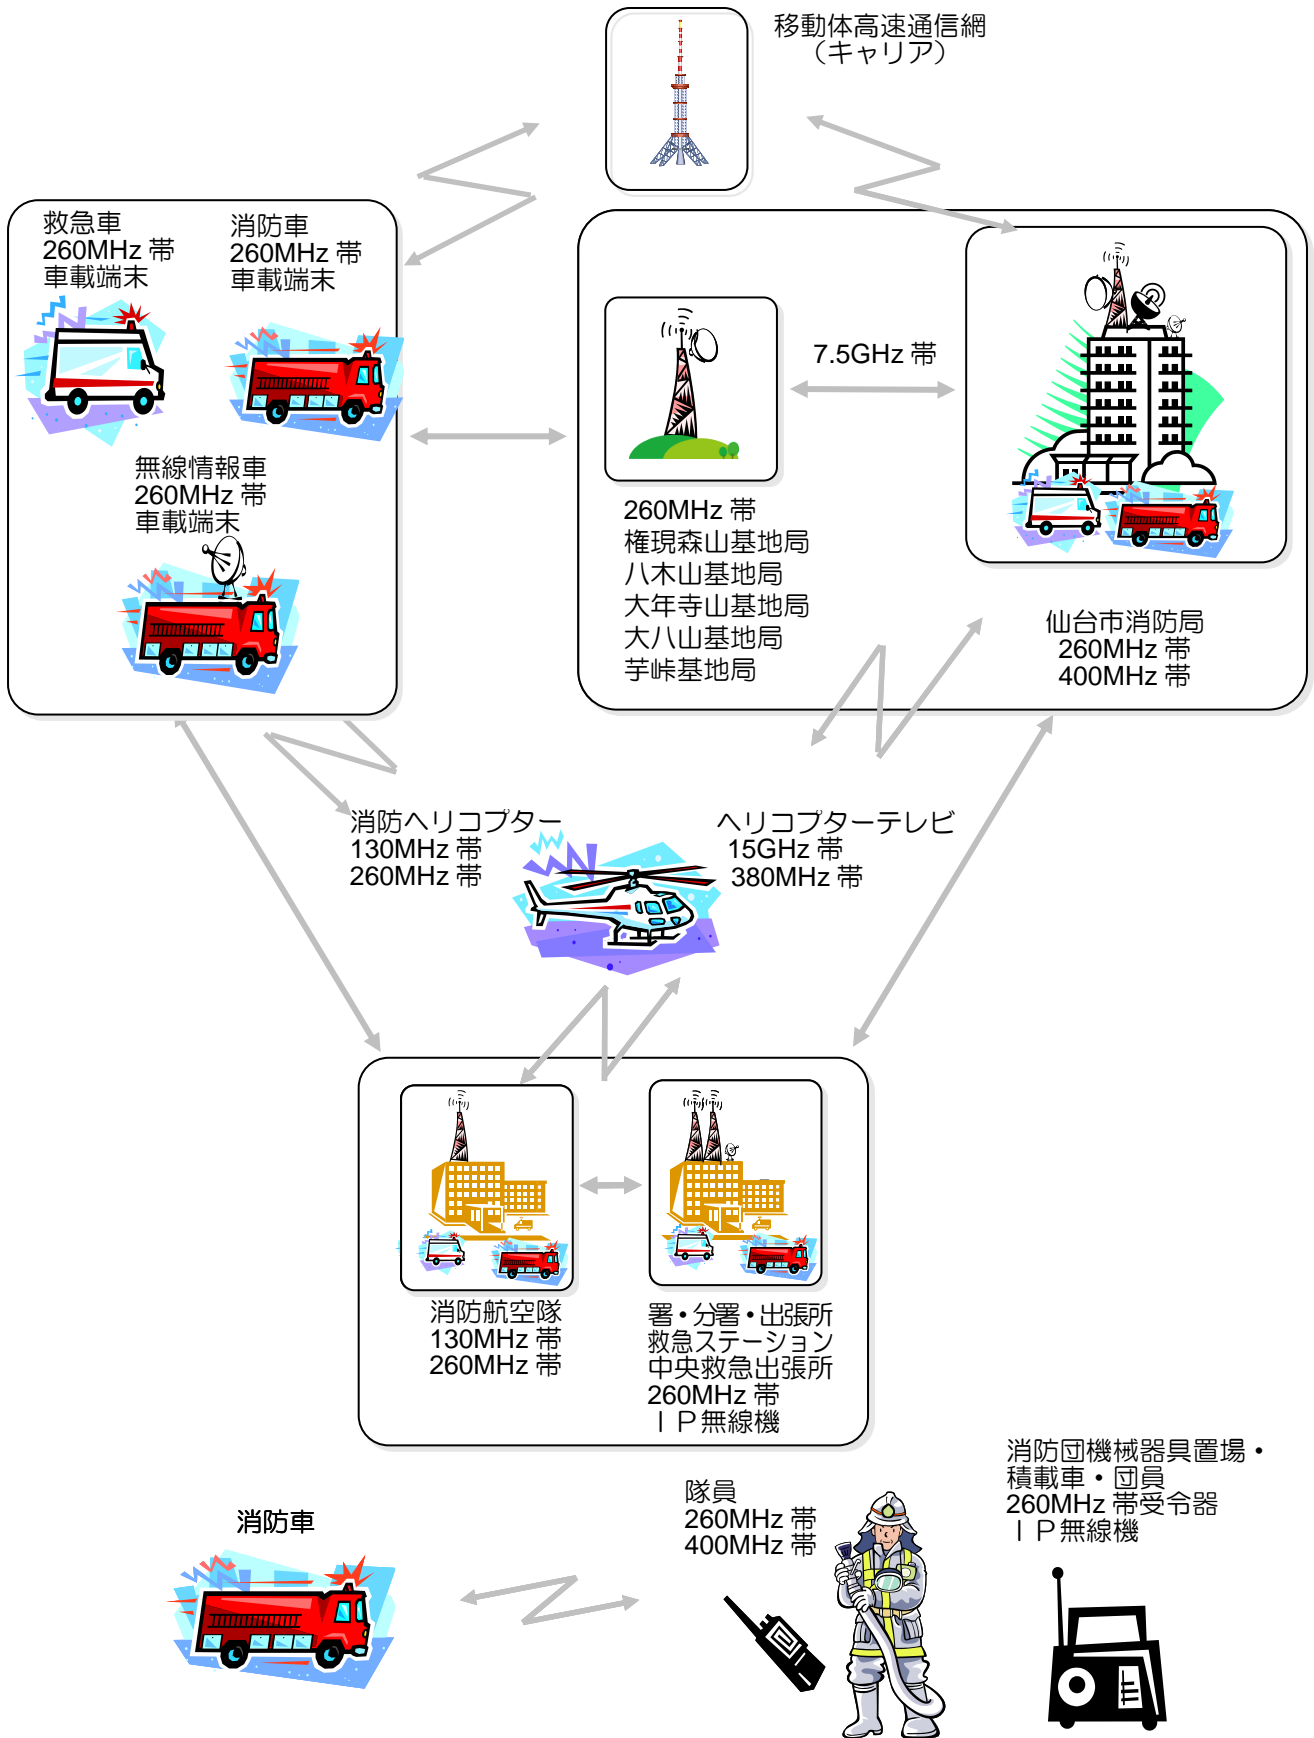 移動体高速通信網
（キャリア）
救急車
260MHz 帯
車載端末
消防車
260MHz 帯
車載端末
無線情報車
260MHz 帯
車載端末
7.5GHz 帯
260MHz 帯
権現森山基地局
八木山基地局
大年寺山基地局
大八山基地局
芋峠基地局
仙台市消防局
260MHz 帯
400MHz 帯
消防ヘリコプター
130MHz 帯
260MHz 帯
ヘリコプターテレビ
15GHz 帯
380MHz 帯
消防航空隊
130MHz 帯
260MHz 帯
署・分署・出張所
救急ステーション
中央救急出張所
260MHz 帯
ＩＰ無線機
消防車
隊員
260MHz 帯
400MHz 帯
消防団機械器具置場・
積載車・団員
260MHz 帯受令器
ＩＰ無線機